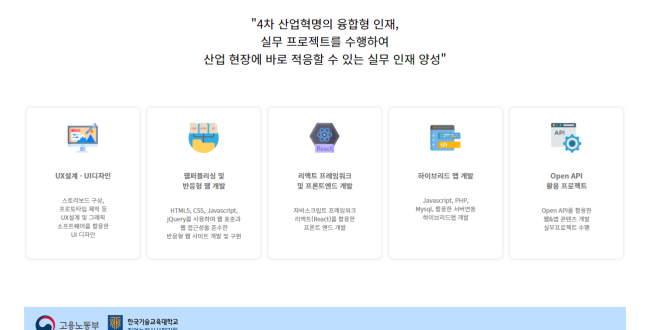 "4차 산업혁명의 융합형 인재,
실무 프로젝트를 수행하여
산업 현장에 바로 적응할 수 있는 실무 인재 양성"
UX설계 · UI디자인
스토리보드 구상,
프로토타입 제작 등
UX설계 및 그래픽
소프트웨어를 활용한
UI 디자인
웹퍼블리싱 및
반응형 웹 개발
HTML5, CSS, Javascript,
jQuery를 사용하여 웹 표준과
웹 접근성을 준수한
반응형 웹 사이트 개발 및 구현
React
리액트 프레임워크
및 프론트엔드 개발
자바스크립트 프레임워크
리액트(React)를 활용한
프론트 엔드 개발
하이브리드 앱 개발
Javascript, PHP,
Mysql, 활용한 서버연동
하이브리드앱 개발
API
Open API
활용 프로젝트
Open API를 활용한
웹&앱 콘텐츠 개발
실무프로젝트 수행
고용노동부
한국기술교육대학교